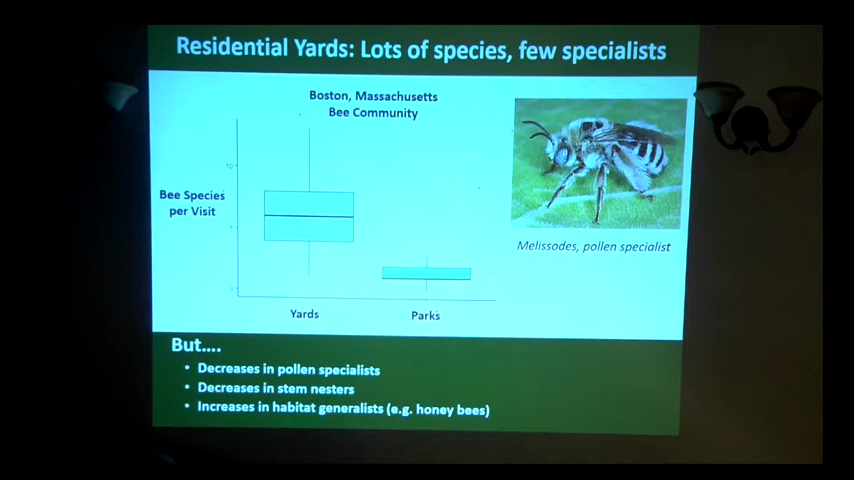 Residential Yards: Lots of species, few specialists
Boston, Massachusetts
Bee Community
10
Bee Species
per Visit
5
0
Yards
Parks
Melissodes, pollen specialist
But....
• Decreases in pollen specialists
• Decreases in stem nesters
• Increases in habitat generalists (e.g. honey bees)